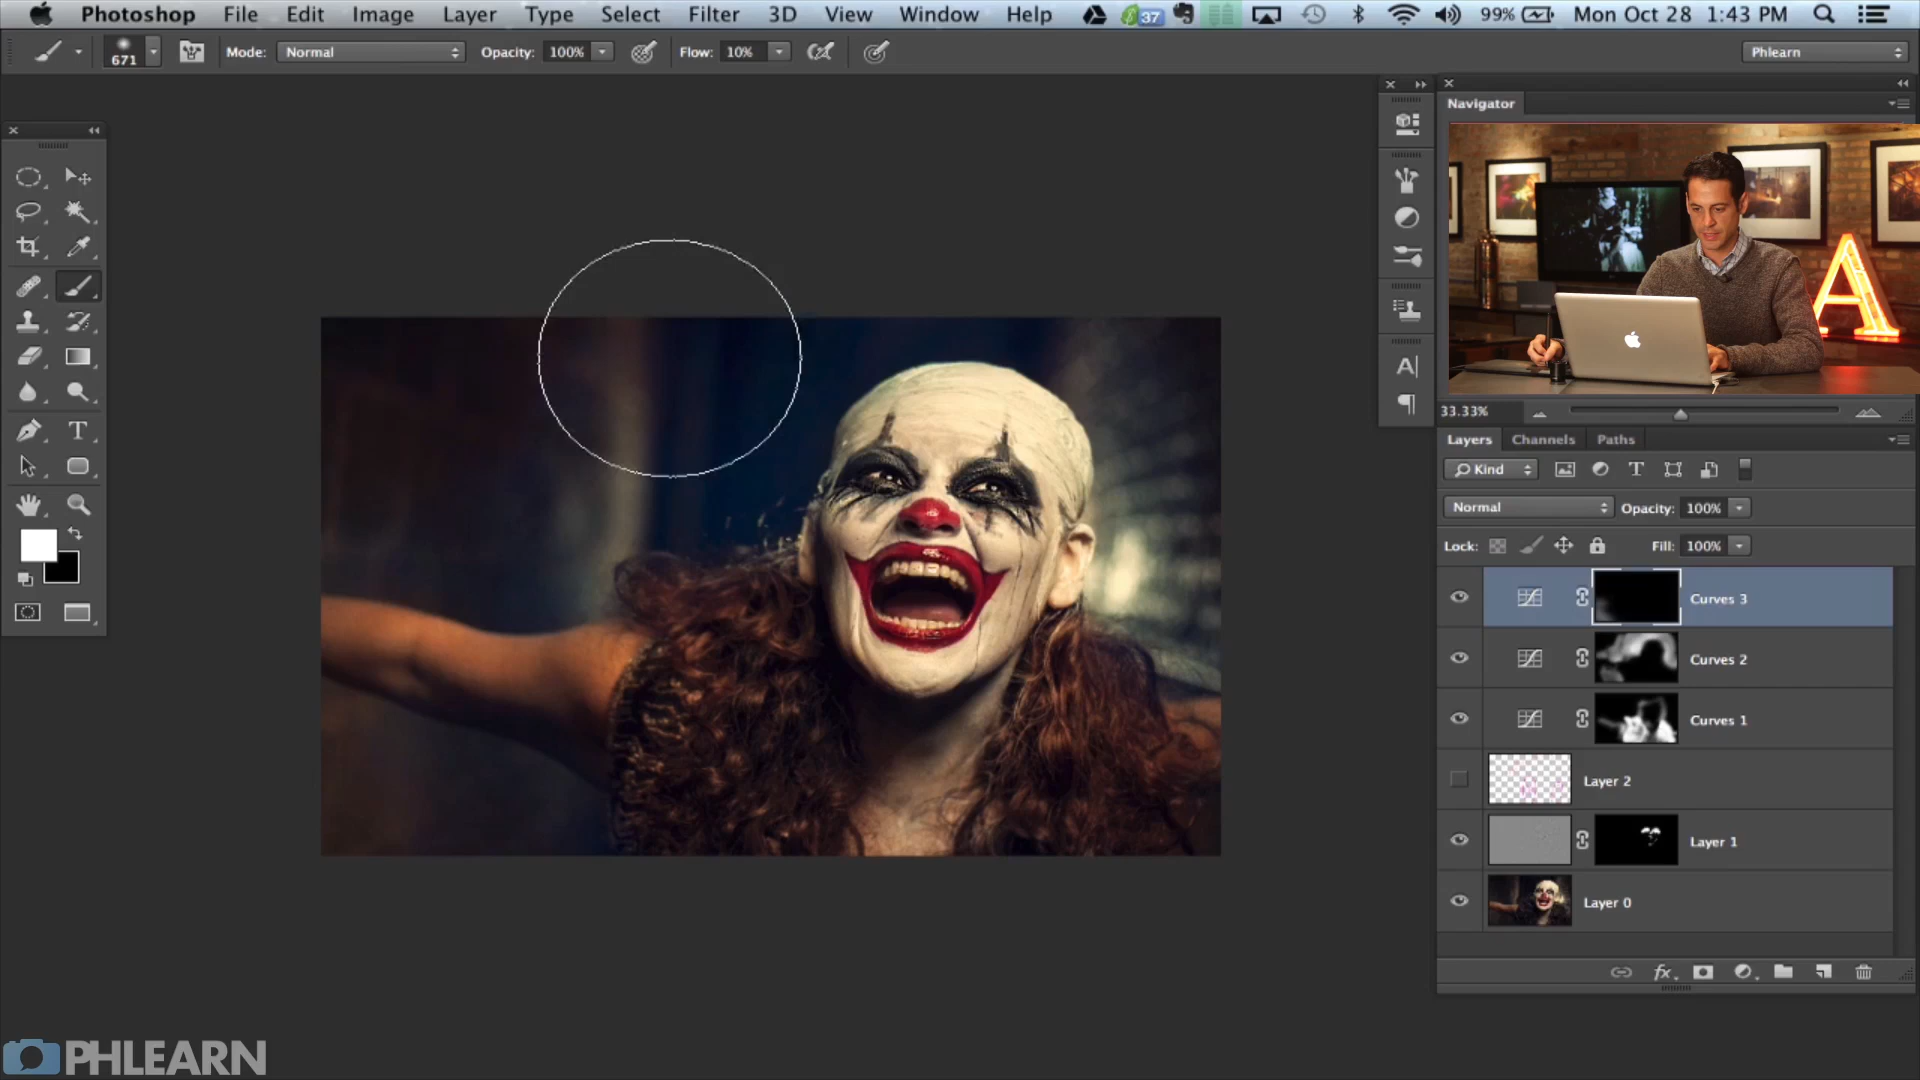 Photoshop File Edit Image Layer Type Select Filter 3D View Window Help 37 99% Mon Oct 28 1:43 PM
671 Mode: Normal Opacity: 100% Flow: 10% Phlearn
Navigator
A
33.33%
Layers Channels Paths
Kind
Normal Opacity: 100%
Lock: Fill: 100%
Curves 3
Curves 2
Curves 1
Layer 2
Layer 1
Layer 0
fx
PHLEARN